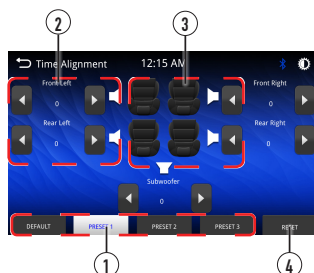 2
3
Time Alignment 12:15 AM
Front Left Front Right
0 0
Rear Left Rear Right
0 0
Subwoofer
0
DEFAULT PRESET 1 PRESET 2 PRESET 3 RESET
1
4